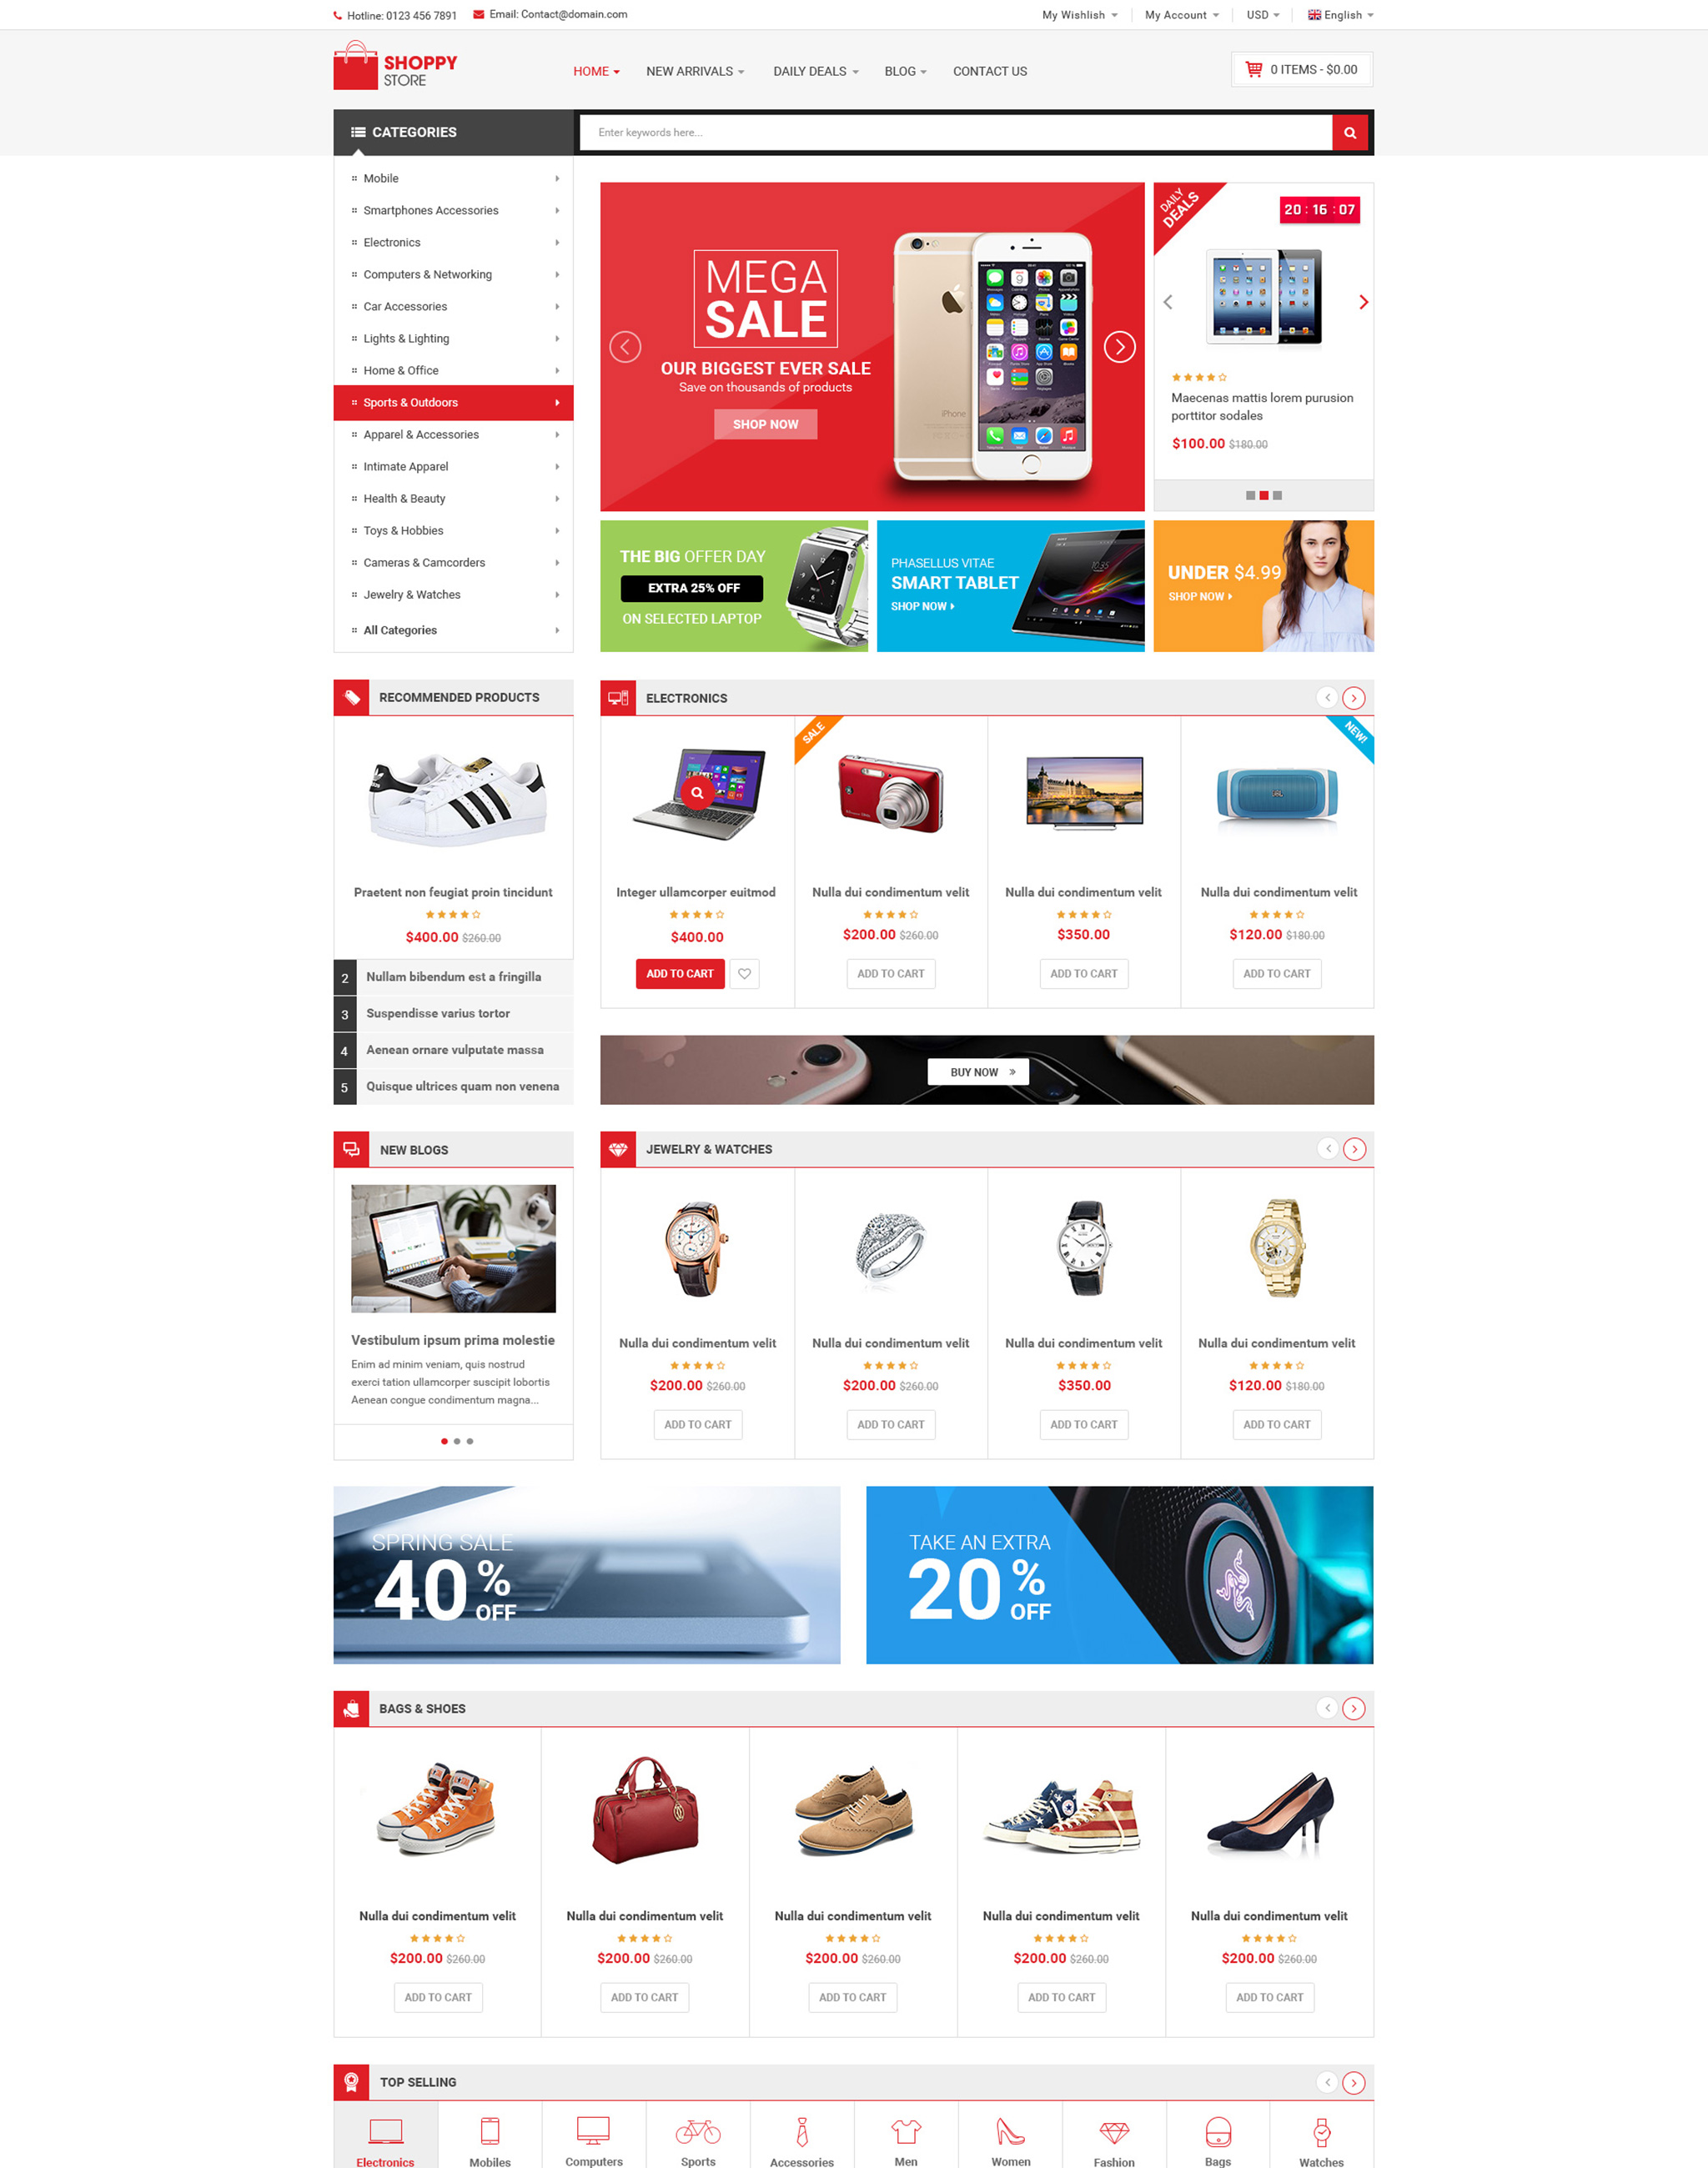 Hotline: 0123 456 7891
Email: Contact@domain.com
My Wishlish
My Account
USD
English
SHOPPY
STORE
HOME
NEW ARRIVALS
DAILY DEALS
BLOG
CONTACT US
0 ITEMS - $0.00
CATEGORIES
Enter keywords here...
Mobile
Smartphones Accessories
Electronics
Computers & Networking
Car Accessories
Lights & Lighting
Home & Office
Sports & Outdoors
Apparel & Accessories
Intimate Apparel
Health & Beauty
Toys & Hobbies
Cameras & Camcorders
Jewelry & Watches
All Categories
MEGA
SALE
OUR BIGGEST EVER SALE
Save on thousands of products
SHOP NOW
iPhone
DAILY
DEALS
20 : 16 : 07
Maecenas mattis lorem purusion
porttitor sodales
$100.00 $180.00
THE BIG OFFER DAY
EXTRA 25% OFF
ON SELECTED LAPTOP
PHASELLUS VITAE
SMART TABLET
SHOP NOW
UNDER $4.99
SHOP NOW
RECOMMENDED PRODUCTS
Praetent non feugiat proin tincidunt
$400.00 $260.00
2 Nullam bibendum est a fringilla
3 Suspendisse varius tortor
4 Aenean ornare vulputate massa
5 Quisque ultrices quam non venena
ELECTRONICS
SALE
NEW!
JBL
Integer ullamcorper euitmod
Nulla dui condimentum velit
Nulla dui condimentum velit
Nulla dui condimentum velit
$400.00
$200.00 $260.00
$350.00
$120.00 $180.00
ADD TO CART
ADD TO CART
ADD TO CART
ADD TO CART
BUY NOW »
NEW BLOGS
Vestibulum ipsum prima molestie
Enim ad minim veniam, quis nostrud
exerci tation ullamcorper suscipit lobortis
Aenean congue condimentum magna...
JEWELRY & WATCHES
Nulla dui condimentum velit
Nulla dui condimentum velit
Nulla dui condimentum velit
Nulla dui condimentum velit
$200.00 $260.00
$200.00 $260.00
$350.00
$120.00 $180.00
ADD TO CART
ADD TO CART
ADD TO CART
ADD TO CART
SPRING SALE
40%
OFF
TAKE AN EXTRA
20%
OFF
BAGS & SHOES
Nulla dui condimentum velit
Nulla dui condimentum velit
Nulla dui condimentum velit
Nulla dui condimentum velit
Nulla dui condimentum velit
$200.00 $260.00
$200.00 $260.00
$200.00 $260.00
$200.00 $260.00
$200.00 $260.00
ADD TO CART
ADD TO CART
ADD TO CART
ADD TO CART
ADD TO CART
TOP SELLING
Electronics
Mobiles
Computers
Sports
Accessories
Men
Women
Fashion
Bags
Watches